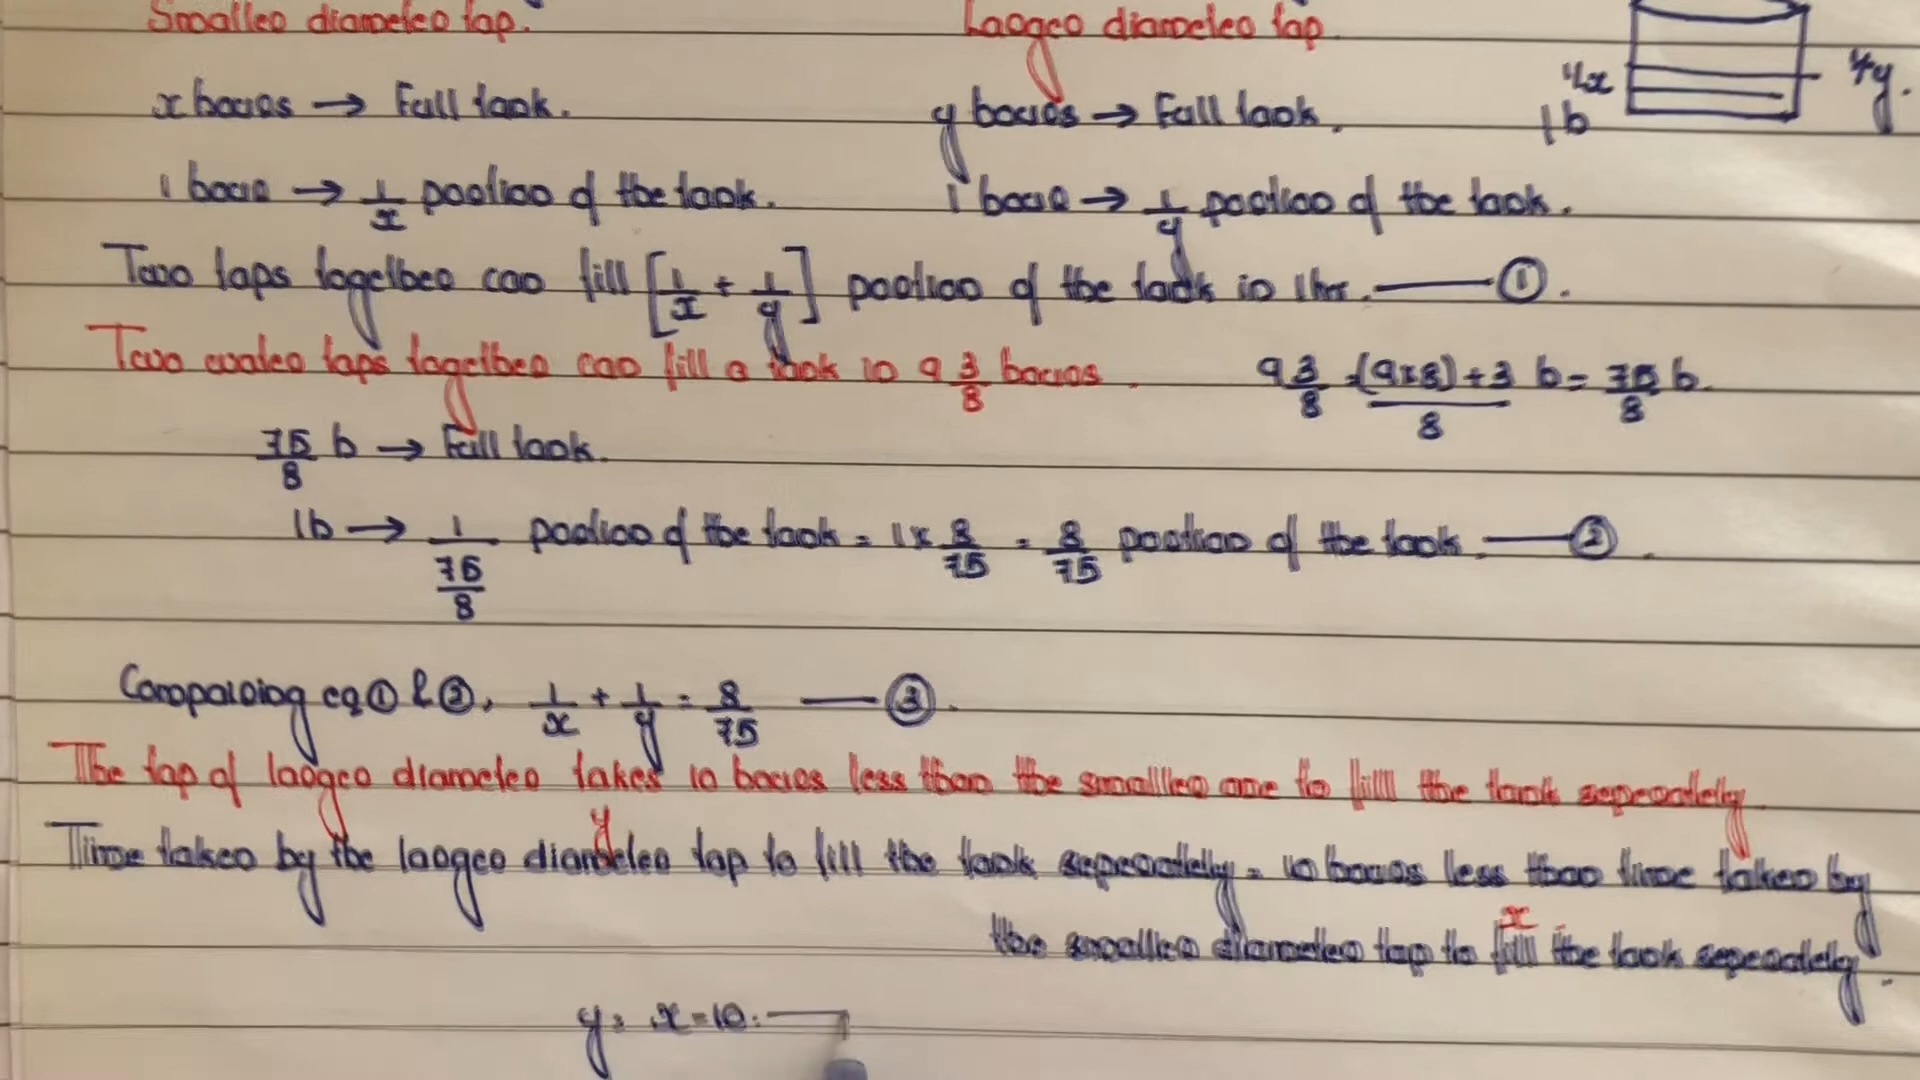 Smaller diameter tap. Larger diameter tap.
x hours → Full tank. y hours → Full tank. 1h 1/x 1/y.
1 hour → 1/x portion of the tank. 1 hour → 1/y portion of the tank.
Two taps together can fill [1/x + 1/y] portion of the tank in 1hr. —— ①.
Two water taps together can fill a tank in 9 3/8 hours. 9 3/8 = (9x8)+3/8 h = 75/8 h.
75/8 h → Full tank.
1h → 1/(75/8) portion of the tank = 1 x 8/75 = 8/75 portion of the tank —— ②.
Comparing eq ① & ②, 1/x + 1/y = 8/75 —— ③.
The tap of larger diameter takes 10 hours less than the smaller one to fill the tank seperately.
y
Time taken by the larger diameter tap to fill the tank seperately = 10 hours less than time taken by
x
the smaller diameter tap to fill the tank seperately.
y = x-10. ——